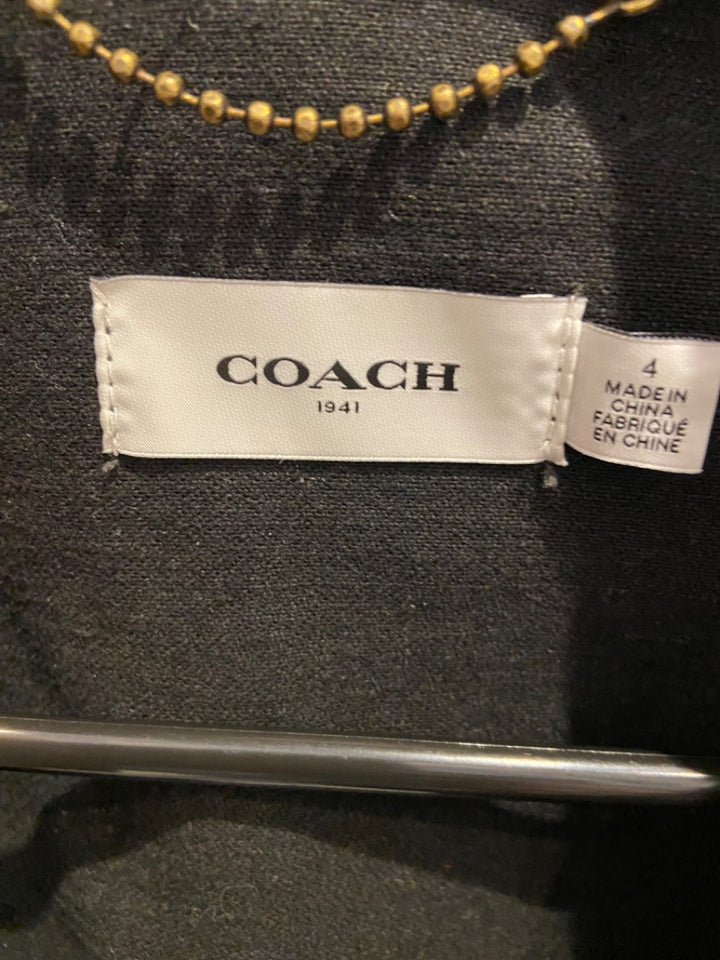 COACH
1941
4
MADE IN
CHINA
FABRIQUÉ
EN CHINE